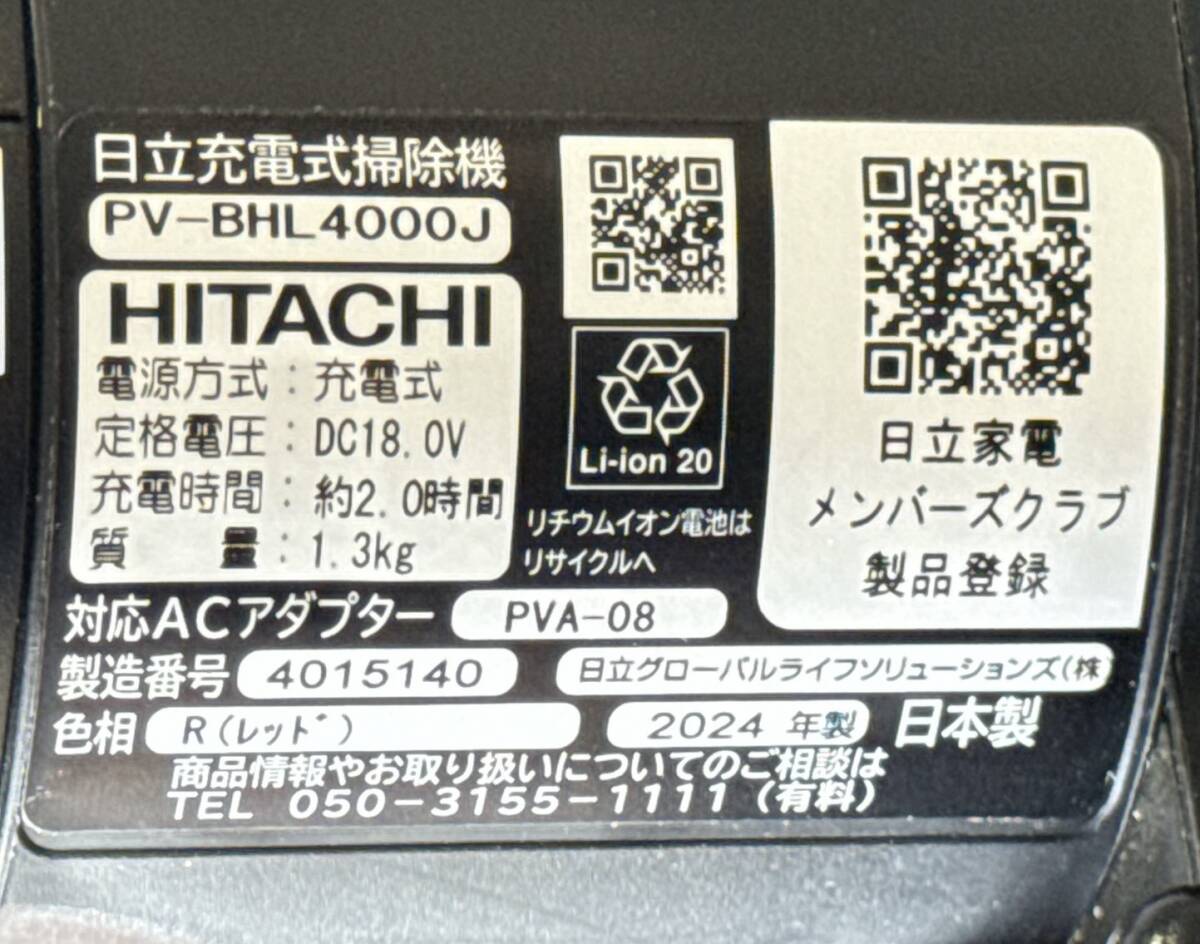 日立充電式掃除機
PV-BHL4000J
HITACHI
電源方式：充電式
定格電圧：DC18.0V
充電時間：約2.0時間
質　　量：1.3kg
Li-ion 20
リチウムイオン電池は
リサイクルへ
日立家電
メンバーズクラブ
製品登録
対応ACアダプター PVA-08
製造番号 4015140 日立グローバルライフソリューションズ(株
色相 R(レッド) 2024 年製 日本製
商品情報やお取り扱いについてのご相談は
TEL 050-3155-1111 (有料)